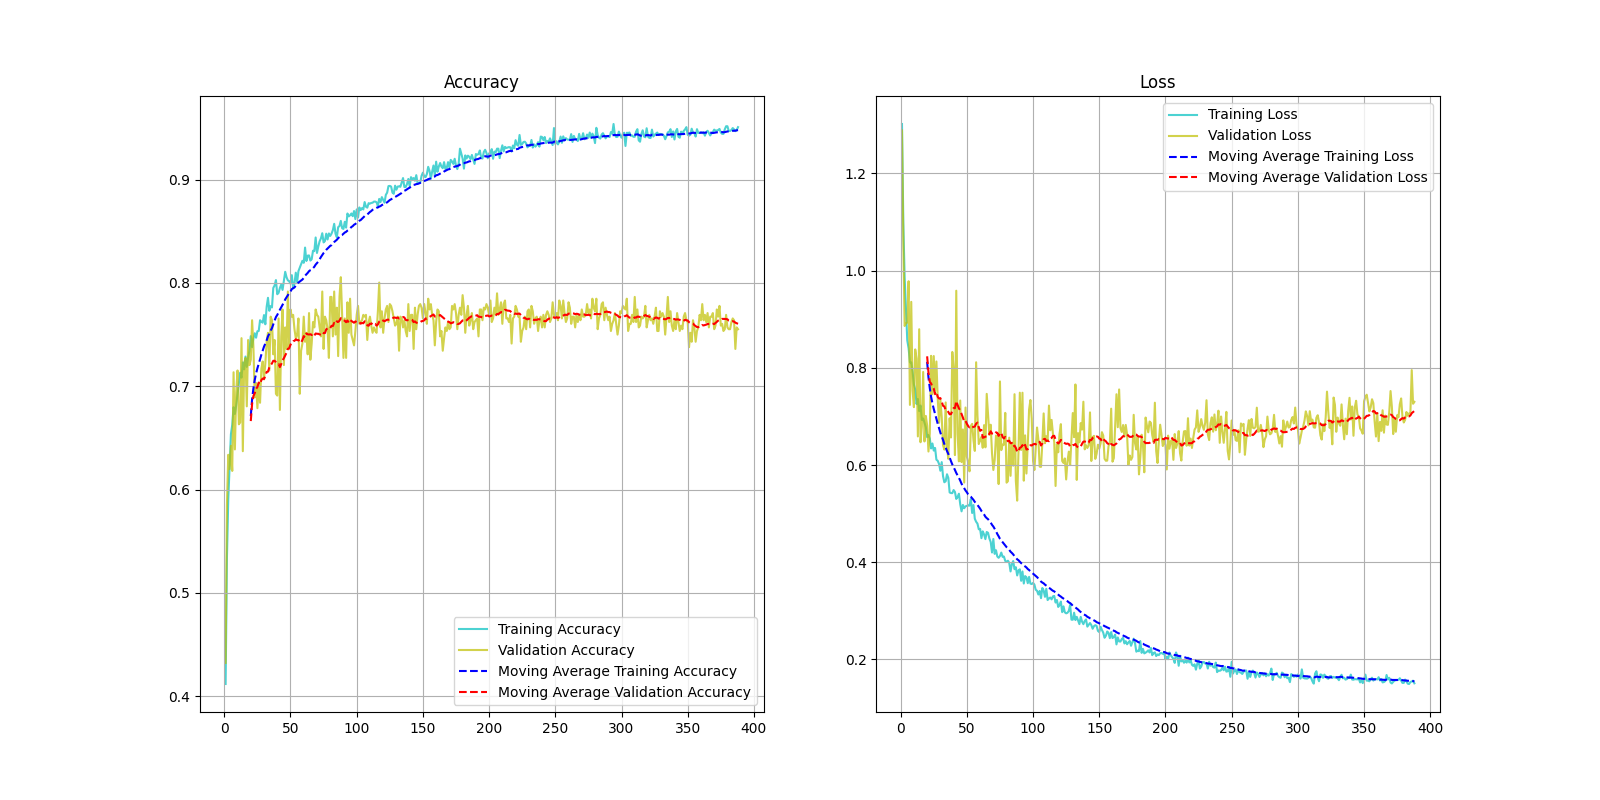 Accuracy
0.9
0.8
0.7
0.6
0.5
0.4
0 50 100 150 200 250 300 350 400
Training Accuracy
Validation Accuracy
Moving Average Training Accuracy
Moving Average Validation Accuracy
Loss
1.2
1.0
0.8
0.6
0.4
0.2
0 50 100 150 200 250 300 350 400
Training Loss
Validation Loss
Moving Average Training Loss
Moving Average Validation Loss